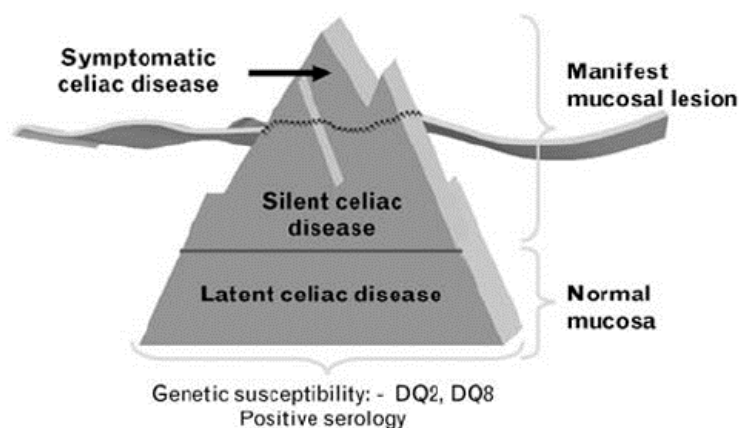 Symptomatic
celiac disease
Manifest
mucosal lesion
Silent celiac
disease
Latent celiac disease
Normal
mucosa
Genetic susceptibility: - DQ2, DQ8
Positive serology